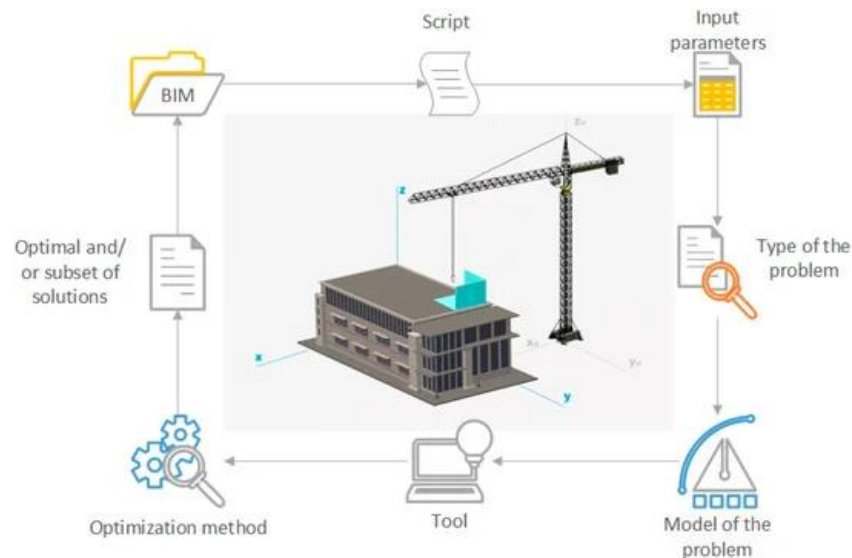 Script
Input
parameters
BIM
z
z
Optimal and/
or subset of
solutions
Type of the
problem
x
y
x
y
Optimization method
Tool
Model of the
problem